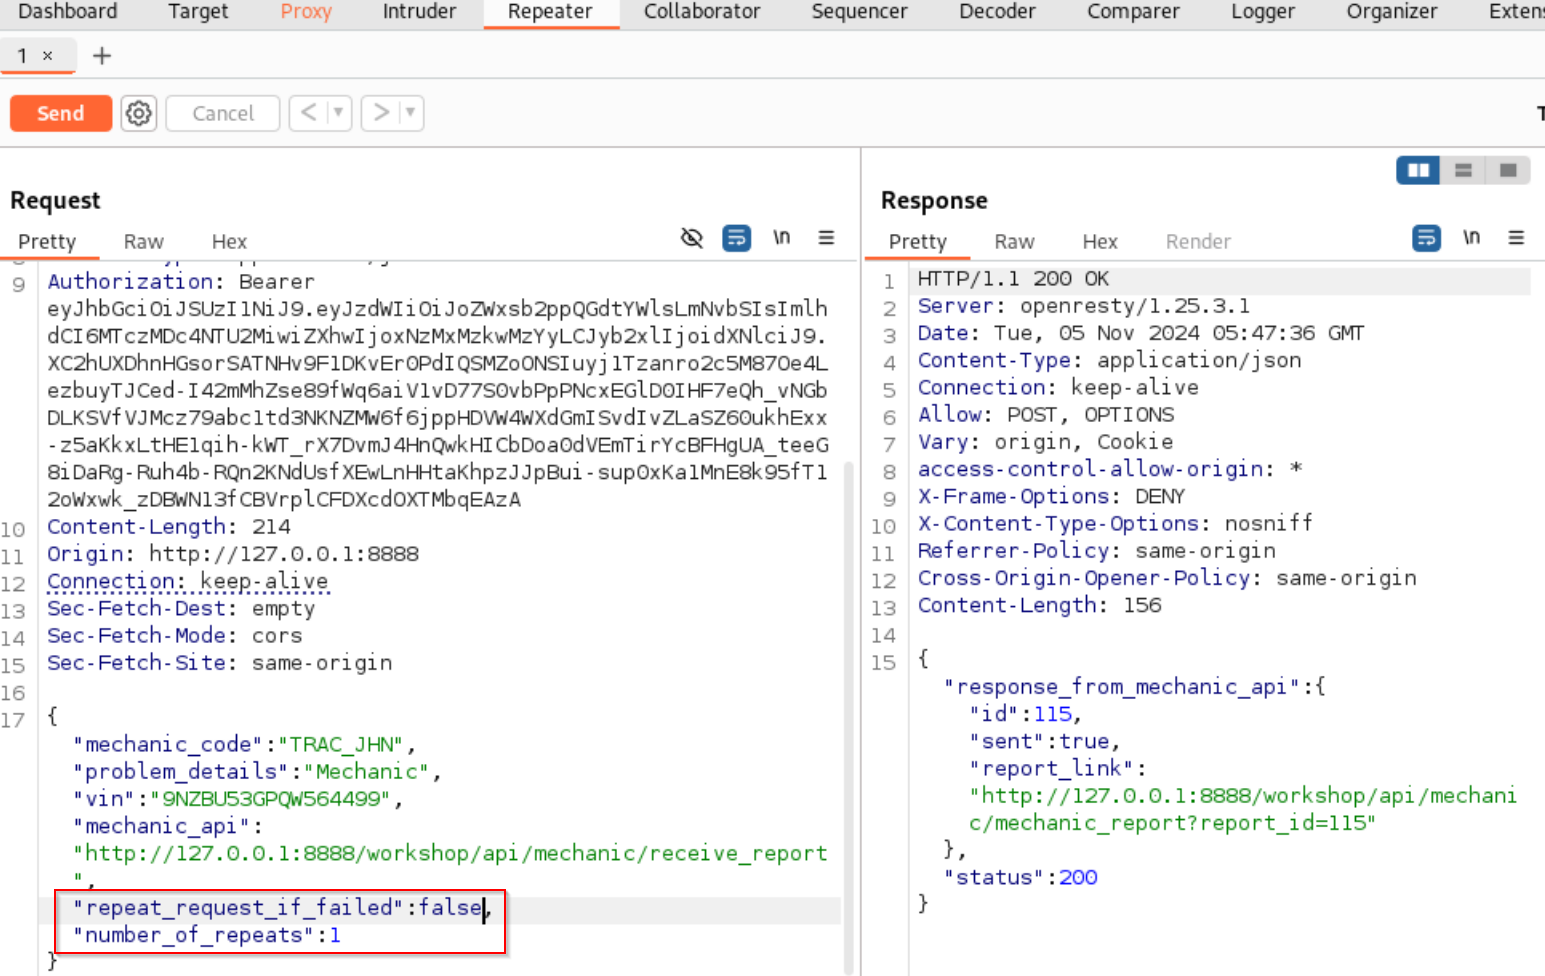 Dashboard Target Proxy Intruder Repeater Collaborator Sequencer Decoder Comparer Logger Organizer Exten
1 × +
Send Cancel < >
Request
Pretty Raw Hex \n
9 Authorization: Bearer
eyJhbGciOiJSUzI1NiJ9.eyJzdWIiOiJoZWxsb2ppQGdtYWlsLmNvbSIsImlh
dCI6MTczMDc4NTU2MiwiZXhwIjoxNzMxMzkwMzYyLCJyb2xlIjoidXNlciJ9.
XC2hUXDhnHGsorSATNHv9F1DKvEr0PdIQSMZoONSIuyj1Tzanro2c5M87Oe4L
ezbuyTJCed-I42mMhZse89fWq6aiV1vD77S0vbPpPNcxEGlD0IHF7eQh_vNGb
DLKSVfVJMcz79abc1td3NKNZMW6f6jppHDVW4WXdGmISvdIvZLaSZ60ukhExx
-z5aKkxLtHE1qih-kWT_rX7DvmJ4HnQwkHICbDoa0dVEmTirYcBFHgUA_teeG
8iDaRg-Ruh4b-RQn2KNdUsfXEwLnHHtaKhpzJJpBui-sup0xKa1MnE8k95fT1
2oWxwk_zDBWN13fCBVrplCFDXcdOXTMbqEAzA
10 Content-Length: 214
11 Origin: http://127.0.0.1:8888
12 Connection: keep-alive
13 Sec-Fetch-Dest: empty
14 Sec-Fetch-Mode: cors
15 Sec-Fetch-Site: same-origin
16
17 {
"mechanic_code":"TRAC_JHN",
"problem_details":"Mechanic",
"vin":"9NZBU53GPQW564499",
"mechanic_api":
"http://127.0.0.1:8888/workshop/api/mechanic/receive_report
",
"repeat_request_if_failed":false,
"number_of_repeats":1
}
Response
Pretty Raw Hex Render \n
1 HTTP/1.1 200 OK
2 Server: openresty/1.25.3.1
3 Date: Tue, 05 Nov 2024 05:47:36 GMT
4 Content-Type: application/json
5 Connection: keep-alive
6 Allow: POST, OPTIONS
7 Vary: origin, Cookie
8 access-control-allow-origin: *
9 X-Frame-Options: DENY
10 X-Content-Type-Options: nosniff
11 Referrer-Policy: same-origin
12 Cross-Origin-Opener-Policy: same-origin
13 Content-Length: 156
14
15 {
"response_from_mechanic_api":{
"id":115,
"sent":true,
"report_link":
"http://127.0.0.1:8888/workshop/api/mechani
c/mechanic_report?report_id=115"
},
"status":200
}